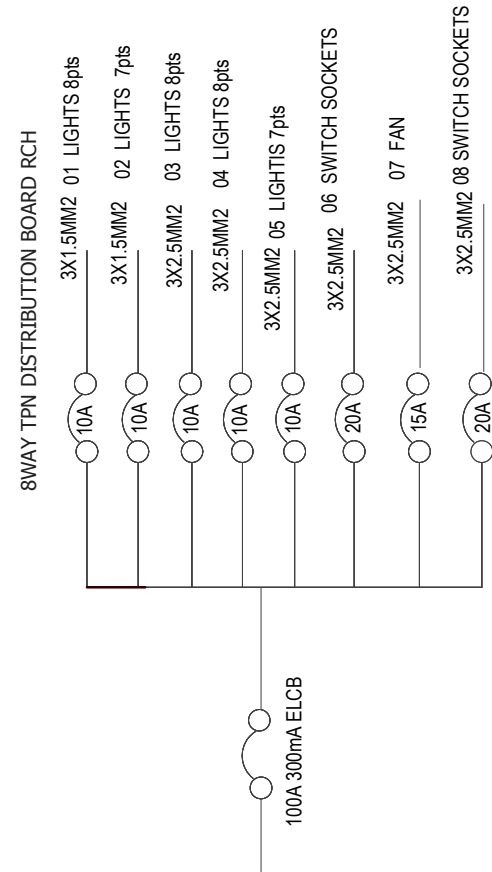 8WAY TPN DISTRIBUTION BOARD RCH
3X1.5MM2 01 LIGHTS 8pts
10A
3X1.5MM2 02 LIGHTS 7pts
10A
3X2.5MM2 03 LIGHTS 8pts
10A
3X2.5MM2 04 LIGHTS 8pts
10A
3X2.5MM2 05 LIGHTIS 7pts
10A
3X2.5MM2 06 SWITCH SOCKETS
20A
3X2.5MM2 07 FAN
15A
3X2.5MM2 08 SWITCH SOCKETS
20A
100A 300mA ELCB